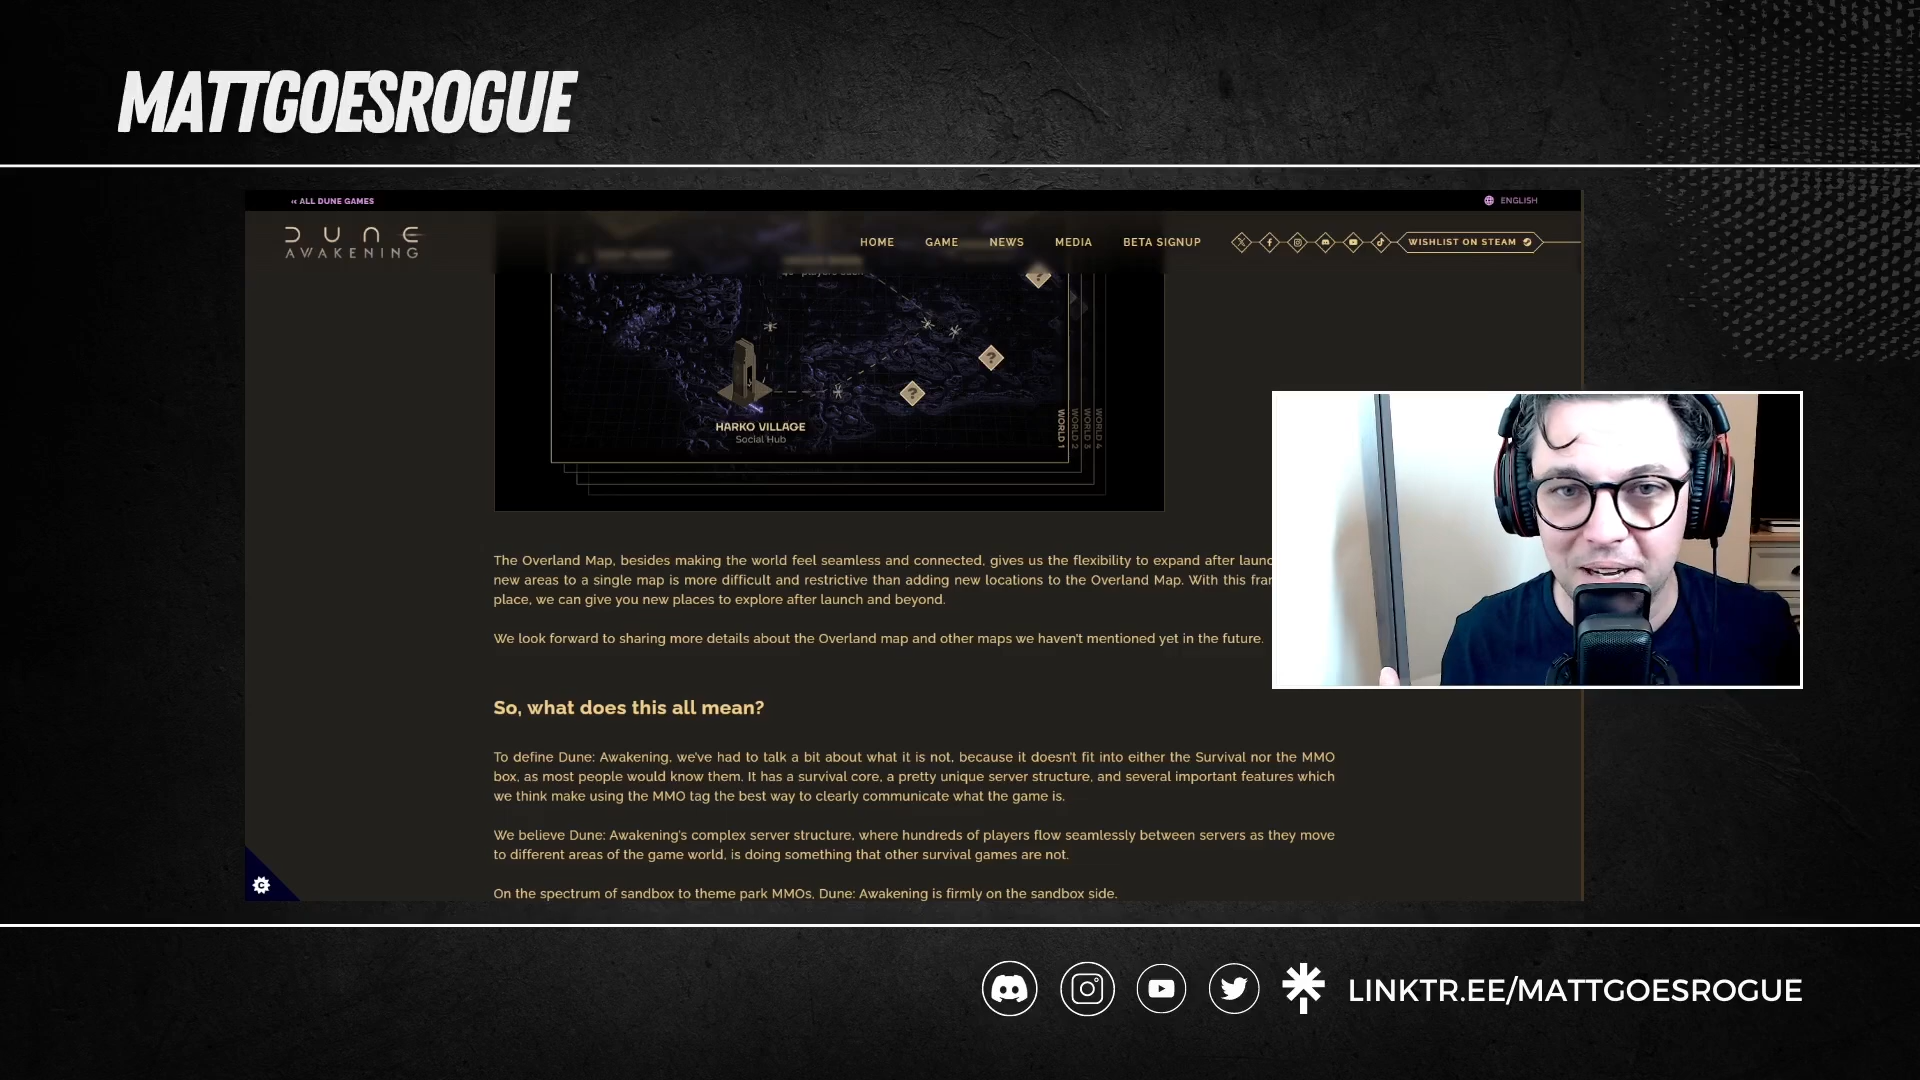 MATTGOESROGUE
‹‹ ALL DUNE GAMES
ENGLISH
DUNE
AWAKENING
HOME
GAME
NEWS
MEDIA
BETA SIGNUP
WISHLIST ON STEAM
HARKO VILLAGE
Social Hub
WORLD 1
WORLD 2
WORLD 3
WORLD 4
The Overland Map, besides making the world feel seamless and connected, gives us the flexibility to expand after
new areas to a single map is more difficult and restrictive than adding new locations to the Overland Map. With this
place, we can give you new places to explore after launch and beyond.
We look forward to sharing more details about the Overland map and other maps we haven't mentioned yet in the future.
So, what does this all mean?
To define Dune: Awakening, we've had to talk a bit about what it is not, because it doesn't fit into either the Survival nor the MMO
box, as most people would know them. It has a survival core, a pretty unique server structure, and several important features which
we think make using the MMO tag the best way to clearly communicate what the game is.
We believe Dune: Awakening's complex server structure, where hundreds of players flow seamlessly between servers as they move
to different areas of the game world, is doing something that other survival games are not.
On the spectrum of sandbox to theme park MMOs, Dune: Awakening is firmly on the sandbox side.
LINKTR.EE/MATTGOESROGUE